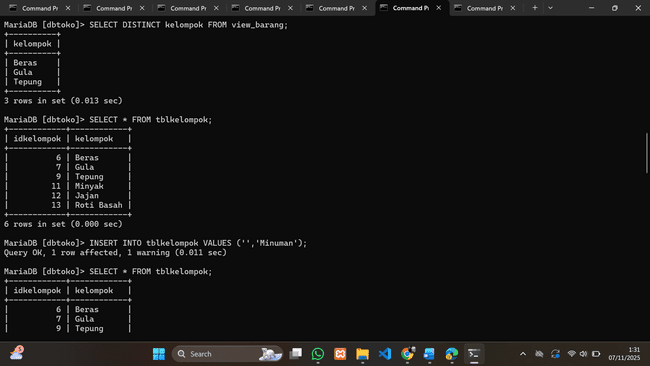 Command Pr Command Pr Command Pr Command Pr Command Pr Command Pr Command Pr
MariaDB [dbtoko]> SELECT DISTINCT kelompok FROM view_barang;
+----------+
| kelompok |
+----------+
| Beras    |
| Gula     |
| Tepung   |
+----------+
3 rows in set (0.013 sec)
MariaDB [dbtoko]> SELECT * FROM tblkelompok;
+------------+------------+
| idkelompok | kelompok   |
+------------+------------+
|          6 | Beras      |
|          7 | Gula       |
|          9 | Tepung     |
|         11 | Minyak     |
|         12 | Jajan      |
|         13 | Roti Basah |
+------------+------------+
6 rows in set (0.000 sec)
MariaDB [dbtoko]> INSERT INTO tblkelompok VALUES ('','Minuman');
Query OK, 1 row affected, 1 warning (0.011 sec)
MariaDB [dbtoko]> SELECT * FROM tblkelompok;
+------------+------------+
| idkelompok | kelompok   |
+------------+------------+
|          6 | Beras      |
|          7 | Gula       |
|          9 | Tepung     |
Search
1:31
07/11/2025